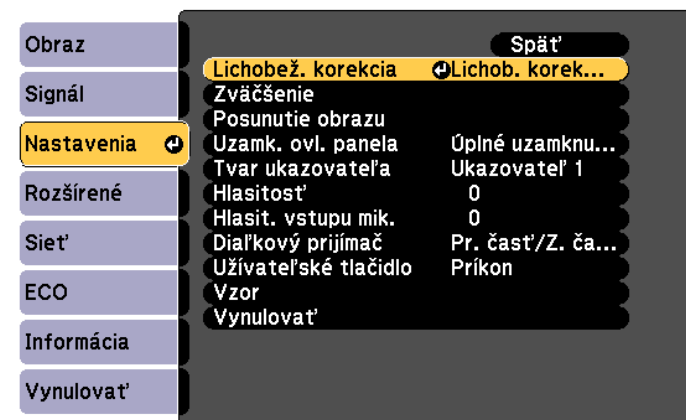 Obraz
Signál
Nastavenia
Rozšírené
Sieť
ECO
Informácia
Vynulovať
Späť
Lichobež. korekcia Lichob. korek...
Zväčšenie
Posunutie obrazu
Uzamk. ovl. panela Úplné uzamknu...
Tvar ukazovateľa Ukazovateľ 1
Hlasitosť 0
Hlasit. vstupu mik. 0
Diaľkový prijímač Pr. časť/Z. ča...
Užívateľské tlačidlo Príkon
Vzor
Vynulovať